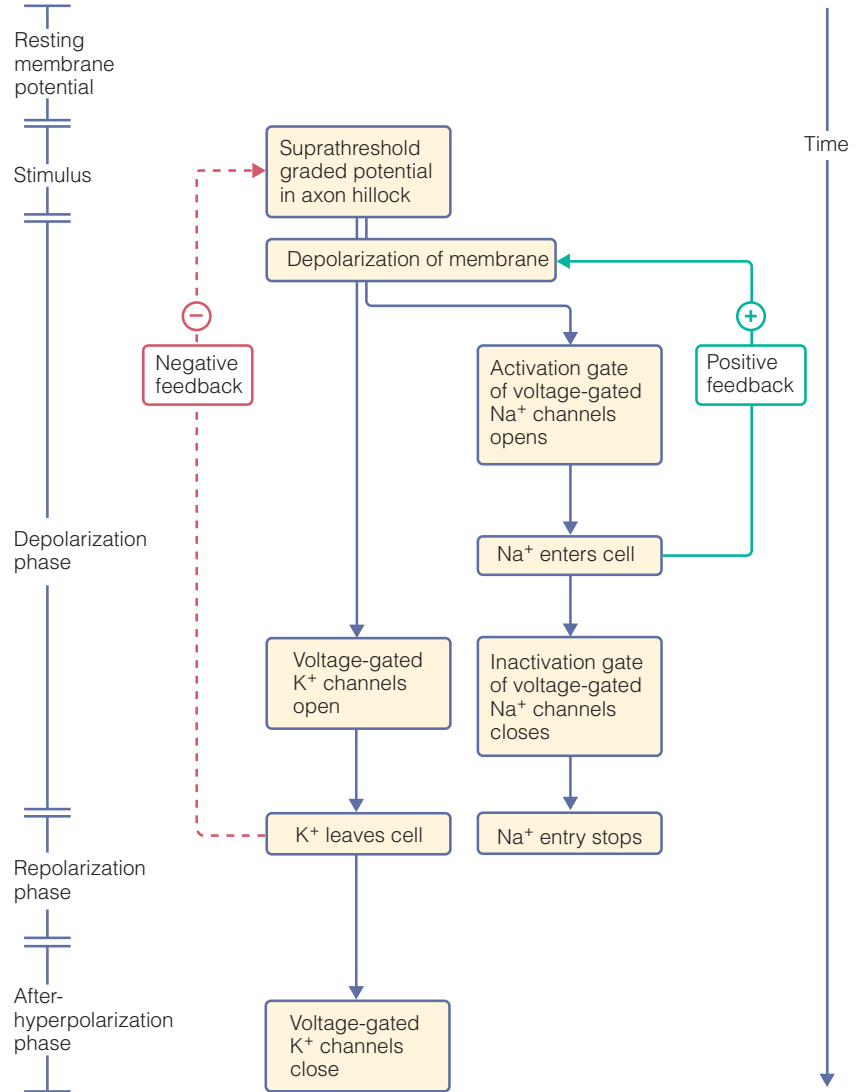 Resting
membrane
potential
Time
Suprathreshold
graded potential
in axon hillock
Stimulus
Depolarization of membrane
−
+
Negative
feedback
Activation gate
of voltage-gated
Na⁺ channels
opens
Positive
feedback
Depolarization
phase
Na⁺ enters cell
Voltage-gated
K⁺ channels
open
Inactivation gate
of voltage-gated
Na⁺ channels
closes
K⁺ leaves cell
Na⁺ entry stops
Repolarization
phase
After-
hyperpolarization
phase
Voltage-gated
K⁺ channels
close